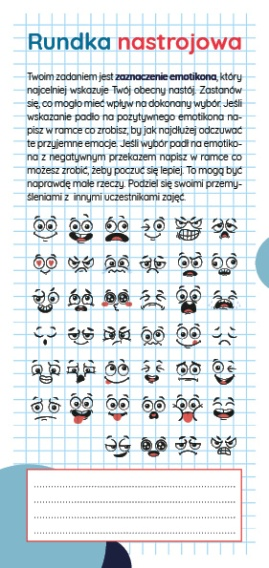 Rundka nastrojowa
Twoim zadaniem jest zaznaczenie emotikona, który
najcelniej wskazuje Twój obecny nastój. Zastanów
się, co mogło mieć wpływ na dokonany wybór. Jeśli
wskazanie padło na pozytywnego emotikona na-
pisz w ramce co zrobisz, by jak najdłużej odczuwać
te przyjemne emocje. Jeśli wybór padł na emotiko-
na z negatywnym przekazem napisz w ramce co
możesz zrobić, żeby poczuć się lepiej. To mogą być
naprawdę małe rzeczy. Podziel się swoimi przemy-
śleniami z innymi uczestnikami zajęć.